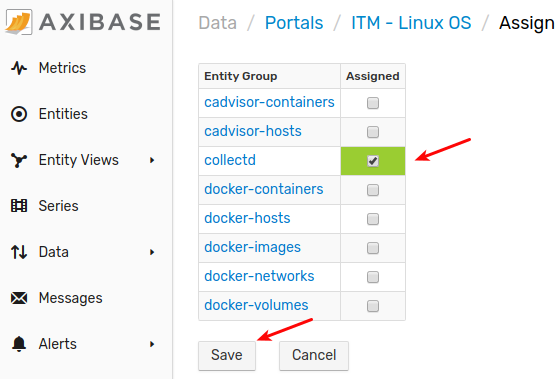 AXIBASE
Data / Portals / ITM - Linux OS / Assign
Metrics
Entities
Entity Views
Series
Data
Messages
Alerts
Entity Group Assigned
cadvisor-containers
cadvisor-hosts
collectd
docker-containers
docker-hosts
docker-images
docker-networks
docker-volumes
Save Cancel